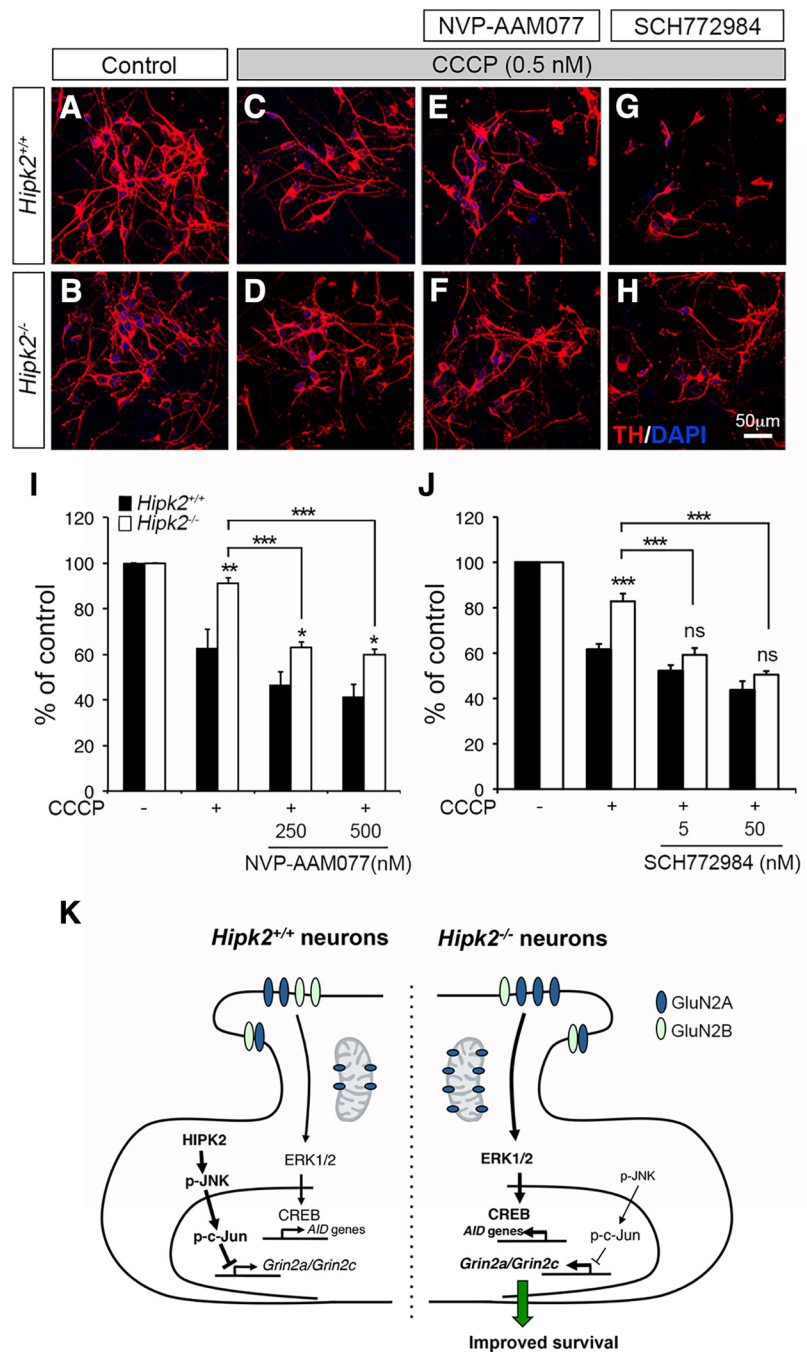 NVP-AAM077 SCH772984
Control CCCP (0.5 nM)
Hipk2+/+
A C E G
Hipk2-/-
B D F H
50μm
TH/DAPI
I
Hipk2+/+
Hipk2-/-
% of control
120
100
80
60
40
20
0
**
*
*
***
***
CCCP - + + +
250 500
NVP-AAM077(nM)
J
% of control
120
100
80
60
40
20
0
***
ns
ns
***
***
CCCP - + + +
5 50
SCH772984 (nM)
K
Hipk2+/+ neurons
Hipk2-/- neurons
GluN2A
GluN2B
HIPK2
p-JNK
p-c-Jun
ERK1/2
CREB
AID genes
Grin2a/Grin2c
ERK1/2
CREB
AID genes
Grin2a/Grin2c
p-JNK
p-c-Jun
Improved survival